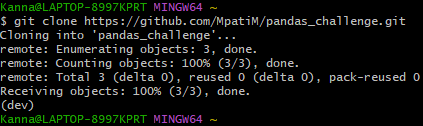 Kanna@LAPTOP-8997KPRT MINGW64 ~
$ git clone https://github.com/MpatiM/pandas_challenge.git
Cloning into 'pandas_challenge'...
remote: Enumerating objects: 3, done.
remote: Counting objects: 100% (3/3), done.
remote: Total 3 (delta 0), reused 0 (delta 0), pack-reused 0
Receiving objects: 100% (3/3), done.
(dev)
Kanna@LAPTOP-8997KPRT MINGW64 ~